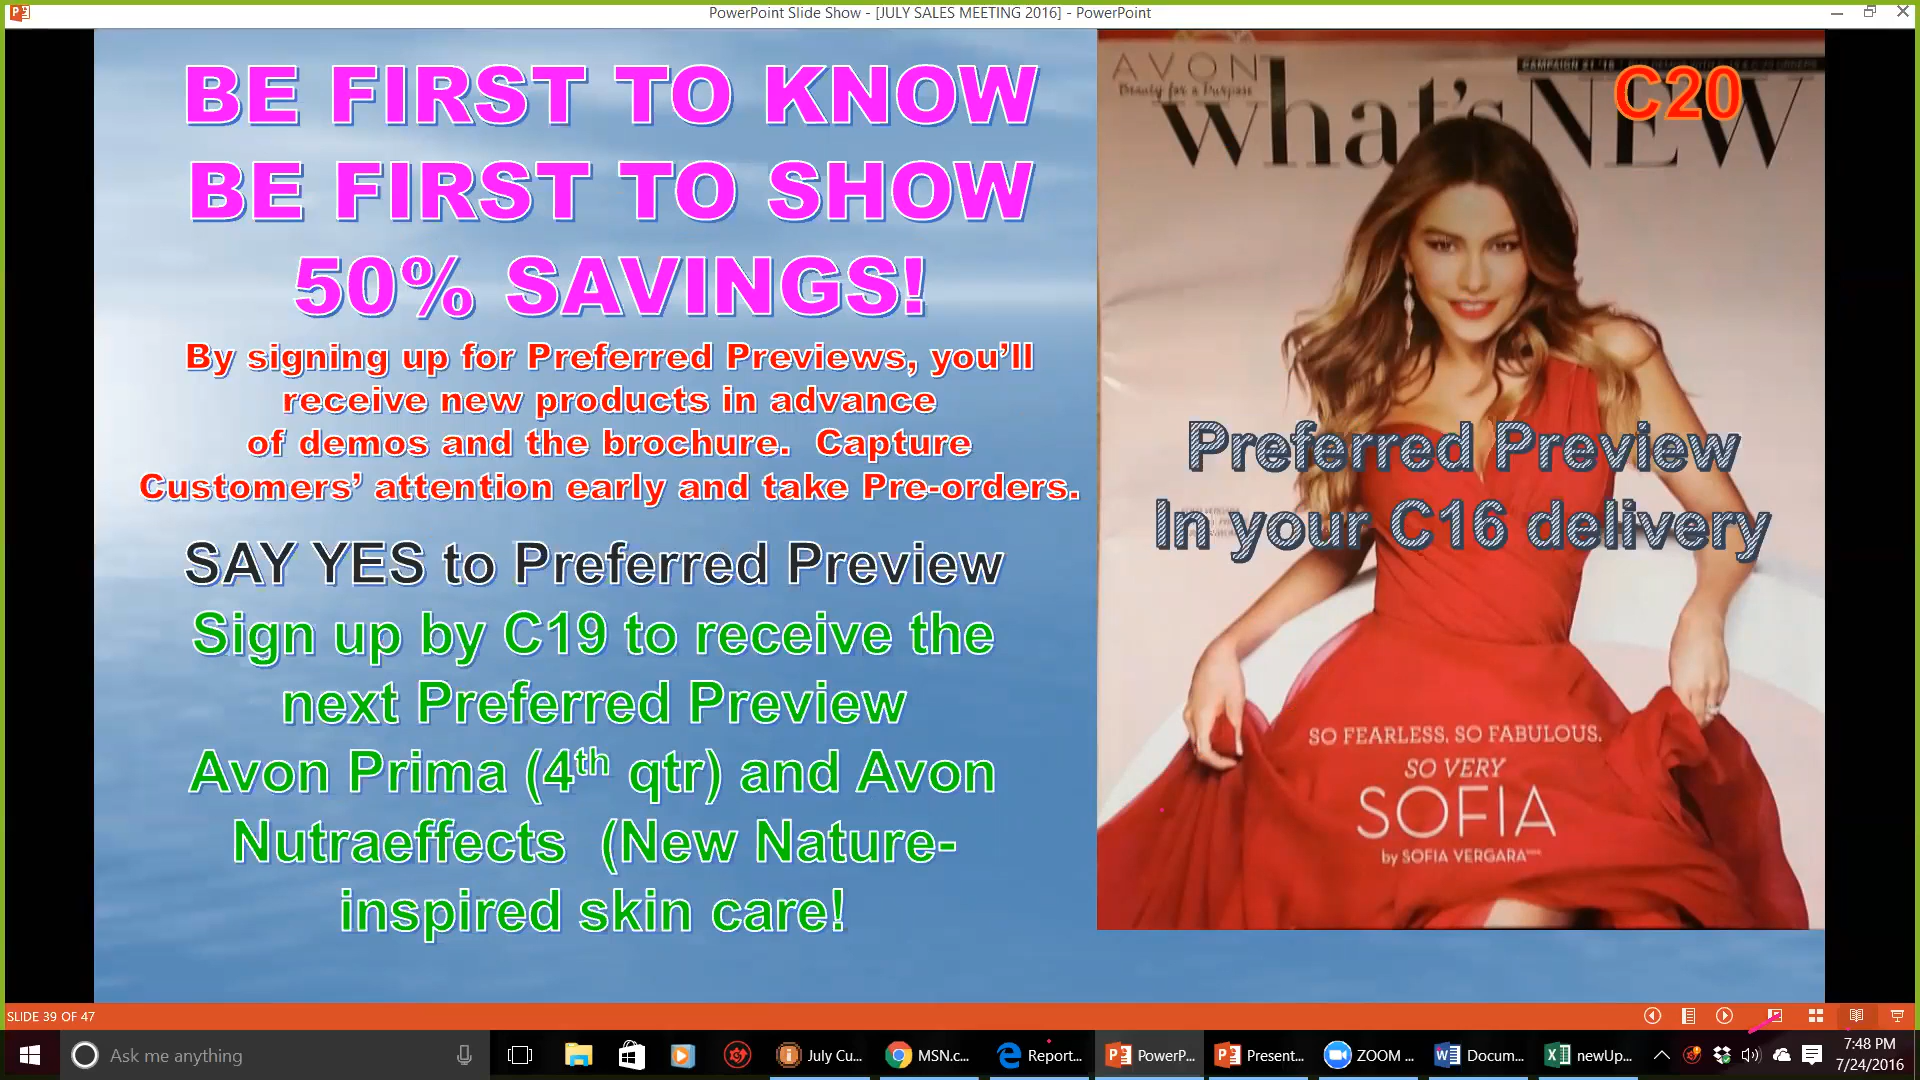 PowerPoint Slide Show - [JULY SALES MEETING 2016] - PowerPoint
BE FIRST TO KNOW
BE FIRST TO SHOW
50% SAVINGS!
By signing up for Preferred Previews, you’ll
receive new products in advance
of demos and the brochure. Capture
Customers’ attention early and take Pre-orders.
SAY YES to Preferred Preview
Sign up by C19 to receive the
next Preferred Preview
Avon Prima (4th qtr) and Avon
Nutraeffects (New Nature-
inspired skin care!
AVON
Beauty for a Purpose
what's NEW
C20
Preferred Preview
In your C16 delivery
SO FEARLESS. SO FABULOUS.
SO VERY
SOFIA
by SOFIA VERGARA
SLIDE 39 OF 47
Ask me anything
July Cu...
MSN.c...
Report...
PowerP...
Present...
ZOOM ...
Docum...
newUp...
7:48 PM
7/24/2016